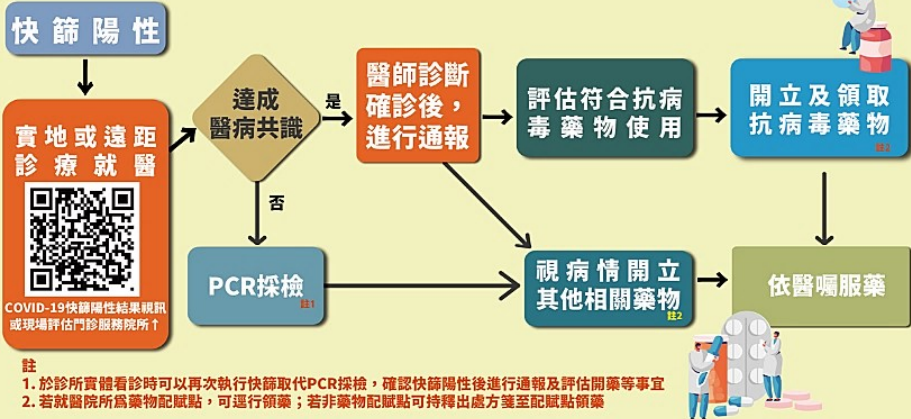 快篩陽性
實地或遠距
診療就醫
COVID-19快篩陽性結果視訊
或現場評估門診服務院所↑
達成
醫病共識
是
否
醫師診斷
確診後，
進行通報
評估符合抗病
毒藥物使用
開立及領取
抗病毒藥物
註2
PCR採檢
註1
視病情開立
其他相關藥物
註2
依醫囑服藥
註
1. 於診所實體看診時可以再次執行快篩取代PCR採檢，確認快篩陽性後進行通報及評估開藥等事宜
2. 若就醫院所為藥物配賦點，可逕行領藥；若非藥物配賦點可持釋出處方箋至配賦點領藥